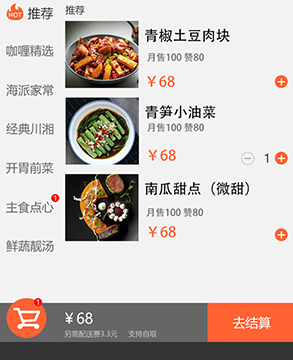 HOT 推荐
咖喱精选
海派家常
经典川湘
开胃前菜
主食点心 1
鲜蔬靓汤
推荐
青椒土豆肉块
月售100 赞80
￥68
青笋小油菜
月售100 赞80
￥68
1
南瓜甜点（微甜）
月售100 赞80
￥68
1
￥68
另需配送费3.3元 支持自取
去结算